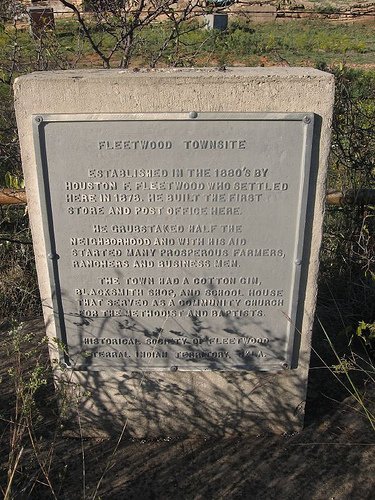 FLEETWOOD TOWNSITE
ESTABLISHED IN THE 1880'S BY
HOUSTON F. FLEETWOOD WHO SETTLED
HERE IN 1878. HE BUILT THE FIRST
STORE AND POST OFFICE HERE.
HE GRUBSTAKED HALF THE
NEIGHBORHOOD AND WITH HIS AID
STARTED MANY PROSPEROUS FARMERS,
RANCHERS AND BUSINESS MEN.
THE TOWN HAD A COTTON GIN,
BLACKSMITH SHOP, AND SCHOOL HOUSE
THAT SERVED AS A COMMUNITY CHURCH
FOR THE METHODIST AND BAPTISTS.
HISTORICAL SOCIETY OF FLEETWOOD
TERRAL INDIAN TERRITORY, OKLA.